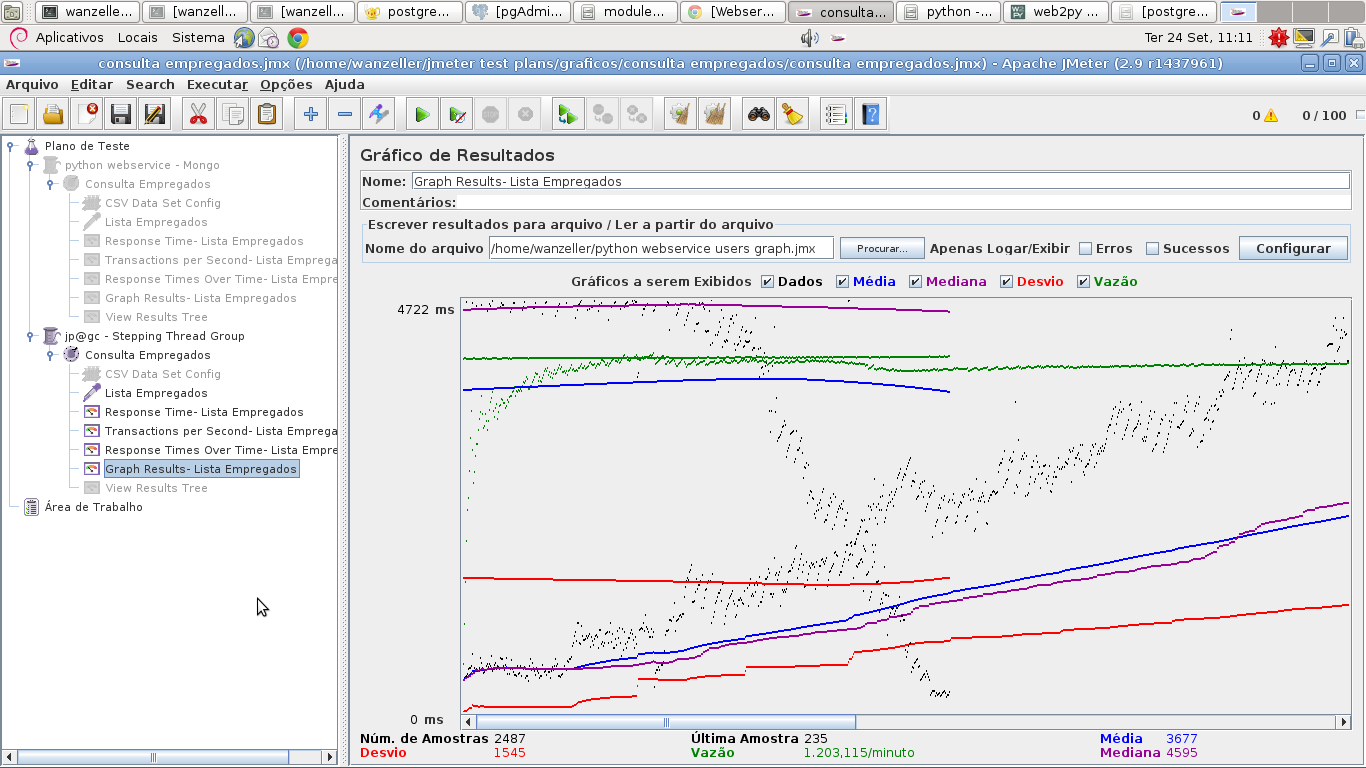 wanzelle... [wanzell... [wanzell... postgre... [pgAdmi... module... [Webser... consulta... python -... web2py ... [postgre...
Aplicativos Locais Sistema Ter 24 Set, 11:11
consulta empregados.jmx (/home/wanzeller/jmeter test plans/graficos/consulta empregados/consulta empregados.jmx) - Apache JMeter (2.9 r1437961)
Arquivo Editar Search Executar Opções Ajuda
0 0 / 100
Plano de Teste
python webservice - Mongo
Consulta Empregados
CSV Data Set Config
Lista Empregados
Response Time- Lista Empregados
Transactions per Second- Lista Emprega
Response Times Over Time- Lista Empre
Graph Results- Lista Empregados
View Results Tree
jp@gc - Stepping Thread Group
Consulta Empregados
CSV Data Set Config
Lista Empregados
Response Time- Lista Empregados
Transactions per Second- Lista Emprega
Response Times Over Time- Lista Empre
Graph Results- Lista Empregados
View Results Tree
Área de Trabalho
Gráfico de Resultados
Nome: Graph Results- Lista Empregados
Comentários:
Escrever resultados para arquivo / Ler a partir do arquivo
Nome do arquivo /home/wanzeller/python webservice users graph.jmx Procurar... Apenas Logar/Exibir Erros Sucessos Configurar
Gráficos a serem Exibidos Dados Média Mediana Desvio Vazão
4722 ms
0 ms
Núm. de Amostras 2487 Última Amostra 235 Média 3677
Desvio 1545 Vazão 1.203,115/minuto Mediana 4595